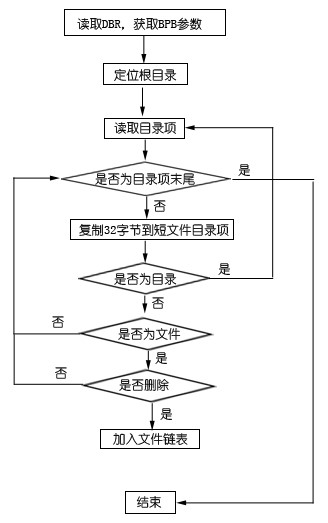 读取DBR，获取BPB参数
定位根目录
读取目录项
是否为目录项末尾
是
否
复制32字节到短文件目录项
是否为目录
是
否
否
是否为文件
是
否
是否删除
是
加入文件链表
结束